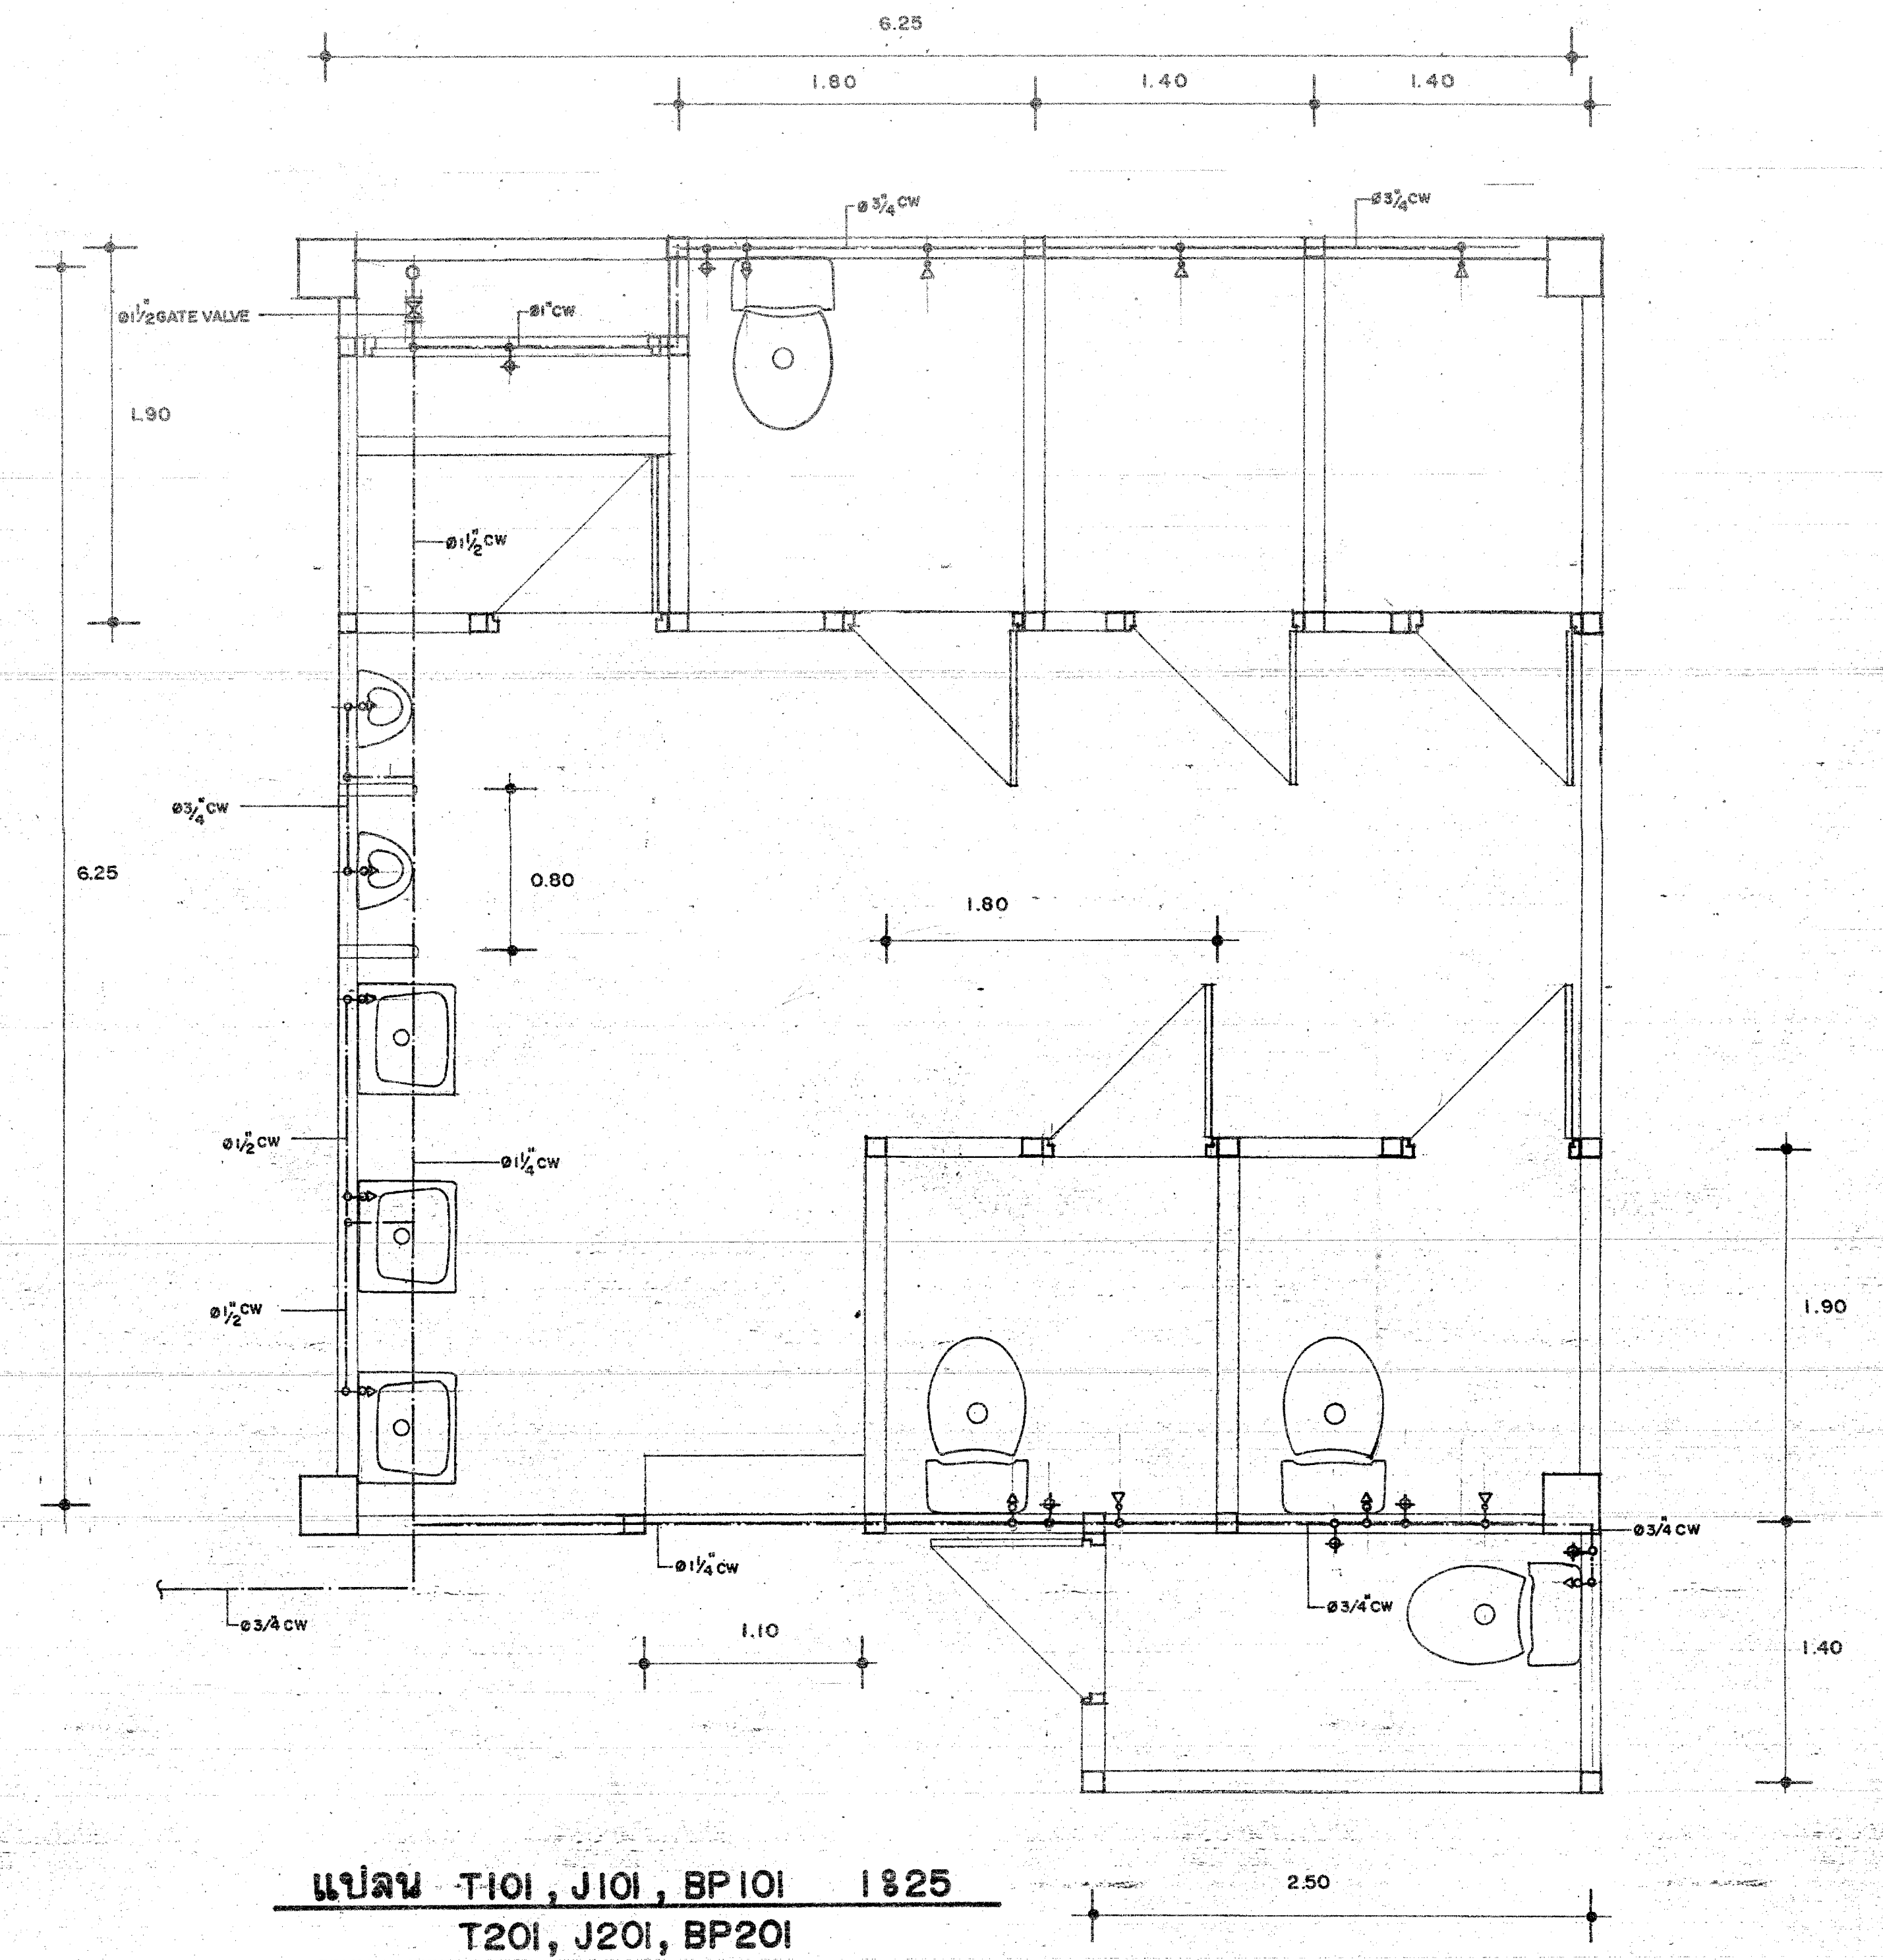 6.25
1.80 1.40 1.40
ø3/4" CW
ø3/4" CW
ø1 1/2" GATE VALVE
ø1" CW
1.90
ø1 1/2" CW
ø3/4" CW
6.25
0.80
1.80
ø1/2" CW
ø1 1/4" CW
ø1/2" CW
1.90
ø3/4 CW
ø1 1/4" CW
ø3/4" CW
ø3/4" CW
1.10
1.40
แปลน T101, J101, BP101 1:25
T201, J201, BP201
2.50